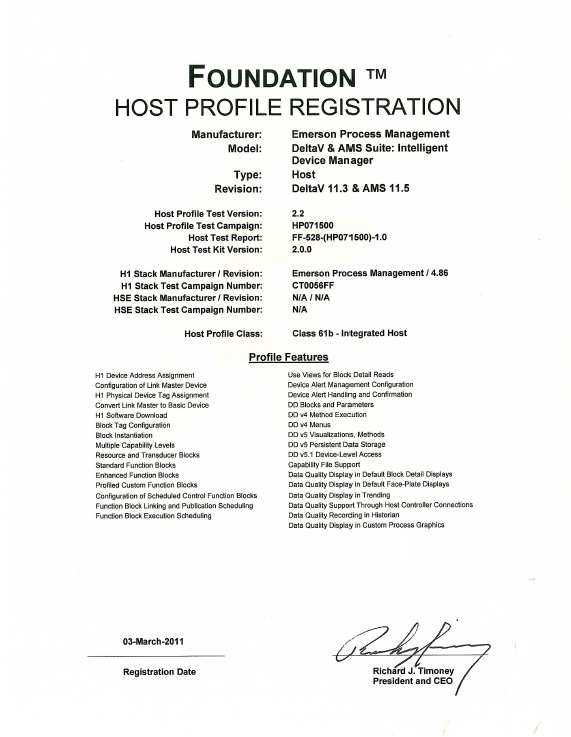 FOUNDATION ™
HOST PROFILE REGISTRATION
Manufacturer: Emerson Process Management
Model: DeltaV & AMS Suite: Intelligent
Device Manager
Type: Host
Revision: DeltaV 11.3 & AMS 11.5
Host Profile Test Version: 2.2
Host Profile Test Campaign: HP071500
Host Test Report: FF-528-(HP071500)-1.0
Host Test Kit Version: 2.0.0
H1 Stack Manufacturer / Revision: Emerson Process Management / 4.86
H1 Stack Test Campaign Number: CT0056FF
HSE Stack Manufacturer / Revision: N/A / N/A
HSE Stack Test Campaign Number: N/A
Host Profile Class: Class 61b - Integrated Host
Profile Features
H1 Device Address Assignment
Configuration of Link Master Device
H1 Physical Device Tag Assignment
Convert Link Master to Basic Device
H1 Software Download
Block Tag Configuration
Block Instantiation
Multiple Capability Levels
Resource and Transducer Blocks
Standard Function Blocks
Enhanced Function Blocks
Profiled Custom Function Blocks
Configuration of Scheduled Control Function Blocks
Function Block Linking and Publication Scheduling
Function Block Execution Scheduling
Use Views for Block Detail Reads
Device Alert Management Configuration
Device Alert Handling and Confirmation
DD Blocks and Parameters
DD v4 Method Execution
DD v4 Menus
DD v5 Visualizations, Methods
DD v5 Persistent Data Storage
DD v5.1 Device-Level Access
Capability File Support
Data Quality Display in Default Block Detail Displays
Data Quality Display in Default Face-Plate Displays
Data Quality Display in Trending
Data Quality Support Through Host Controller Connections
Data Quality Recording in Historian
Data Quality Display in Custom Process Graphics
03-March-2011
Registration Date
Richard J. Timoney
President and CEO